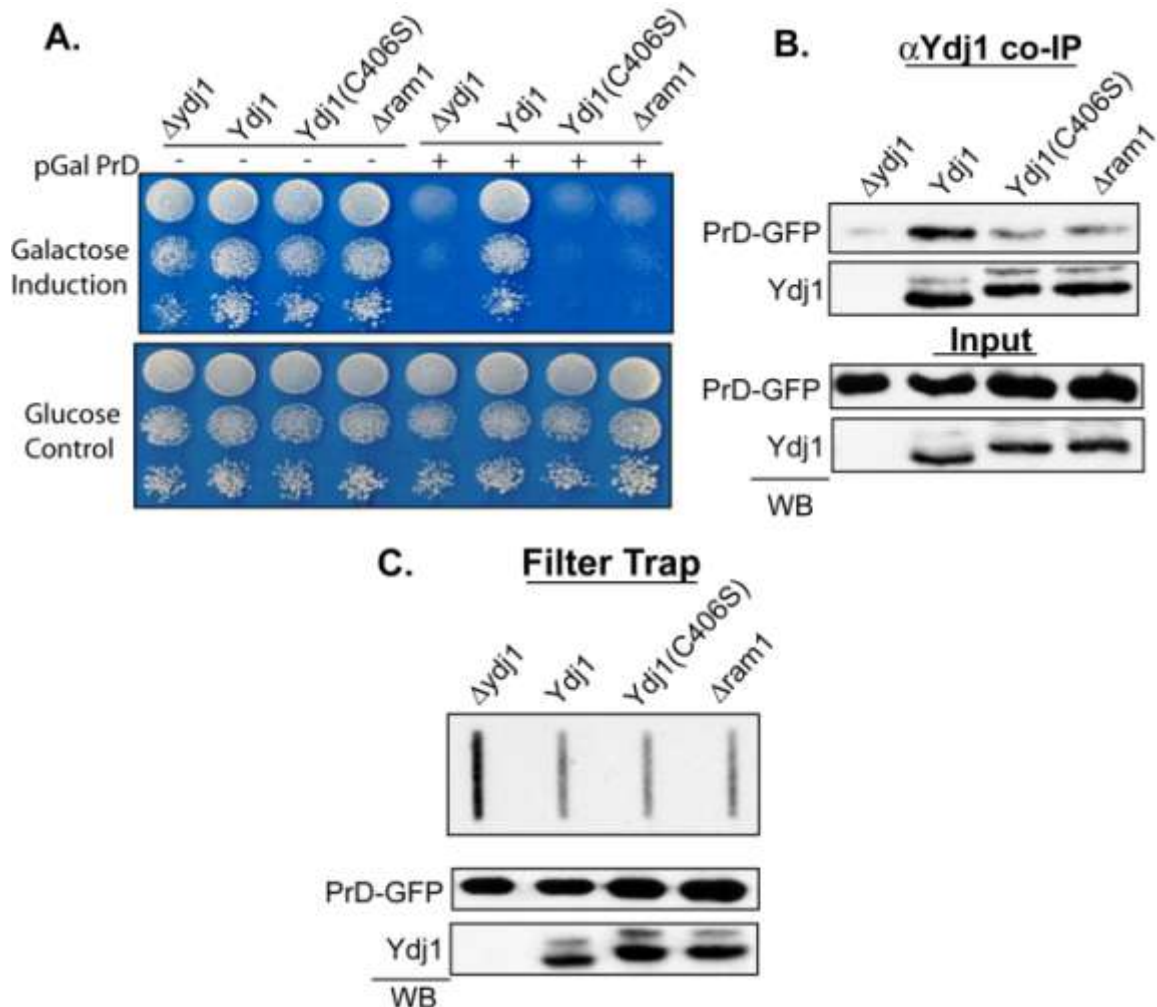 A.
Δydj1 Ydj1 Ydj1(C406S) Δram1 Δydj1 Ydj1 Ydj1(C406S) Δram1
pGal PrD - - - - + + + +
Galactose
Induction
Glucose
Control
B.
αYdj1 co-IP
Δydj1 Ydj1 Ydj1(C406S) Δram1
PrD-GFP
Ydj1
Input
PrD-GFP
Ydj1
WB
C.
Filter Trap
Δydj1 Ydj1 Ydj1(C406S) Δram1
PrD-GFP
Ydj1
WB